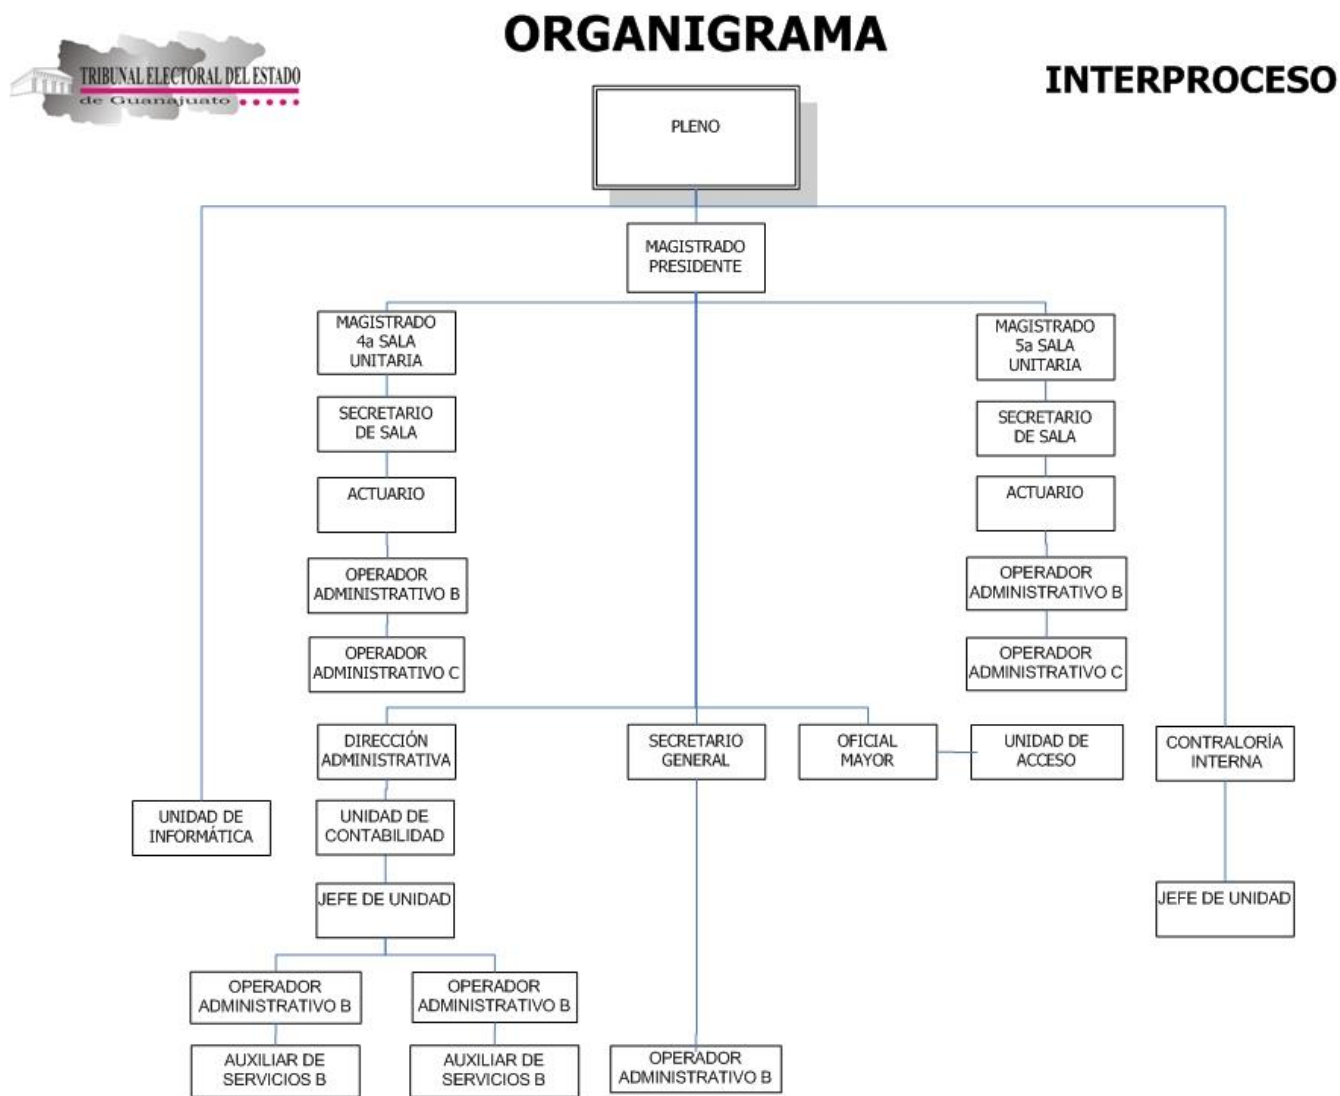 ORGANIGRAMA
TRIBUNAL ELECTORAL DEL ESTADO
de Guanajuato
INTERPROCESO
PLENO
MAGISTRADO
PRESIDENTE
MAGISTRADO
4a SALA
UNITARIA
MAGISTRADO
5a SALA
UNITARIA
SECRETARIO
DE SALA
SECRETARIO
DE SALA
ACTUARIO
ACTUARIO
OPERADOR
ADMINISTRATIVO B
OPERADOR
ADMINISTRATIVO B
OPERADOR
ADMINISTRATIVO C
OPERADOR
ADMINISTRATIVO C
DIRECCIÓN
ADMINISTRATIVA
SECRETARIO
GENERAL
OFICIAL
MAYOR
UNIDAD DE
ACCESO
CONTRALORÍA
INTERNA
UNIDAD DE
INFORMÁTICA
UNIDAD DE
CONTABILIDAD
JEFE DE UNIDAD
JEFE DE UNIDAD
OPERADOR
ADMINISTRATIVO B
OPERADOR
ADMINISTRATIVO B
AUXILIAR DE
SERVICIOS B
AUXILIAR DE
SERVICIOS B
OPERADOR
ADMINISTRATIVO B